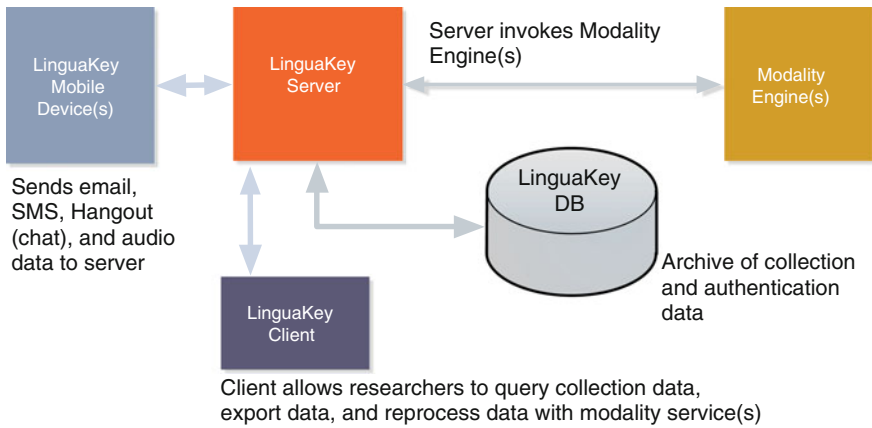 LinguaKey
Mobile
Device(s)
LinguaKey
Server
Server invokes Modality
Engine(s)
Modality
Engine(s)
Sends email,
SMS, Hangout
(chat), and audio
data to server
LinguaKey
DB
Archive of collection
and authentication
data
LinguaKey
Client
Client allows researchers to query collection data,
export data, and reprocess data with modality service(s)